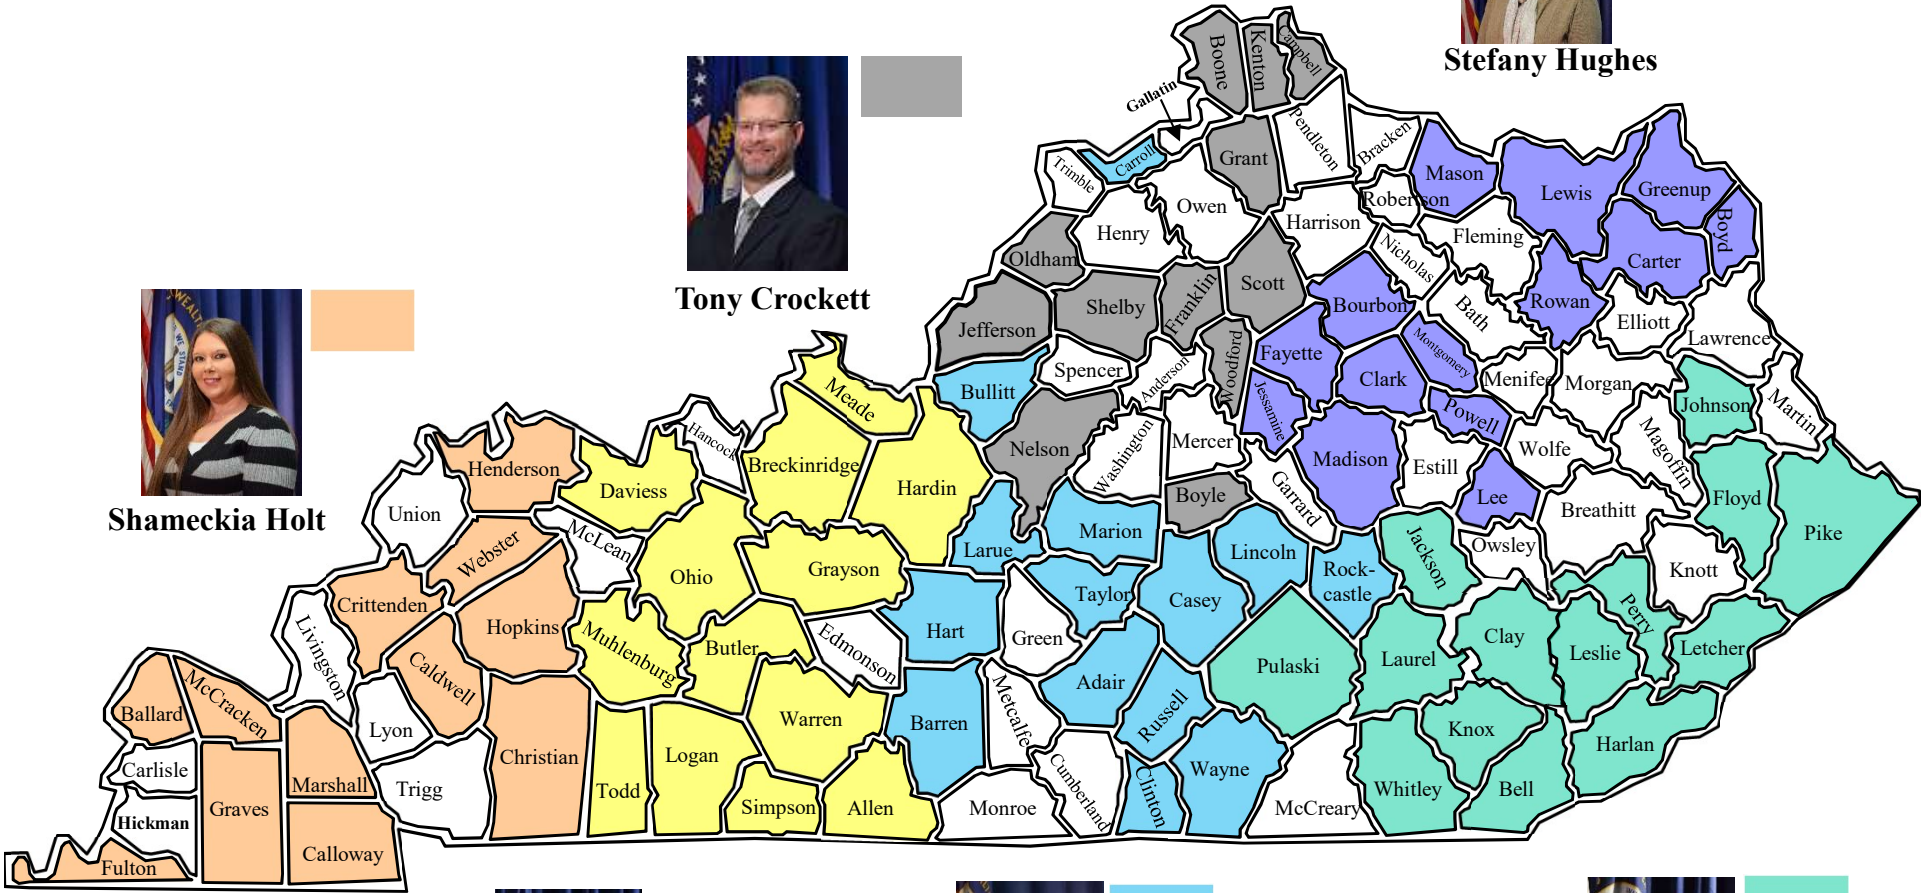 Stefany Hughes
Tony Crockett
Shameckia Holt
Boone
Kenton
Campbell
Gallatin
Pendleton
Bracken
Grant
Carroll
Trimble
Mason
Lewis
Greenup
Boyd
Robertson
Owen
Harrison
Henry
Fleming
Nicholas
Carter
Oldham
Scott
Franklin
Shelby
Bourbon
Rowan
Bath
Elliott
Lawrence
Jefferson
Woodford
Fayette
Montgomery
Spencer
Anderson
Clark
Menifee
Morgan
Bullitt
Meade
Jessamine
Powell
Johnson
Martin
Hancock
Nelson
Washington
Mercer
Madison
Estill
Wolfe
Magoffin
Henderson
Breckinridge
Daviess
Hardin
Boyle
Garrard
Lee
Breathitt
Floyd
Union
Pike
McLean
Webster
Larue
Marion
Lincoln
Jackson
Owsley
Knott
Ohio
Grayson
Taylor
Casey
Rock-
castle
Crittenden
Hopkins
Muhlenburg
Butler
Edmonson
Hart
Green
Perry
Clay
Leslie
Letcher
Livingston
Caldwell
Pulaski
Laurel
Adair
McCracken
Ballard
Lyon
Warren
Barren
Metcalfe
Russell
Knox
Harlan
Carlisle
Marshall
Christian
Logan
Trigg
Todd
Simpson
Allen
Monroe
Cumberland
Clinton
Wayne
McCreary
Whitley
Bell
Graves
Hickman
Calloway
Fulton